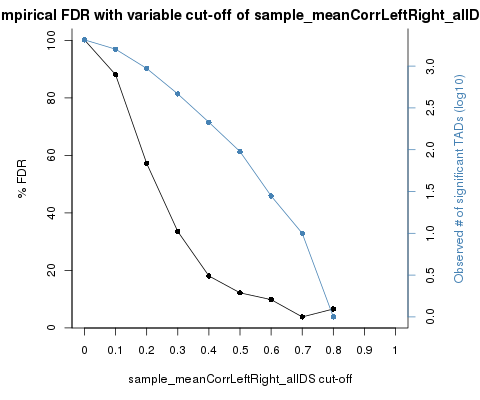 mpirical FDR with variable cut-off of sample_meanCorrLeftRight_allD
100
80
60
40
20
0
% FDR
3.0
2.5
2.0
1.5
1.0
0.5
0.0
Observed # of significant TADs (log10)
0 0.1 0.2 0.3 0.4 0.5 0.6 0.7 0.8 0.9 1
sample_meanCorrLeftRight_allDS cut-off